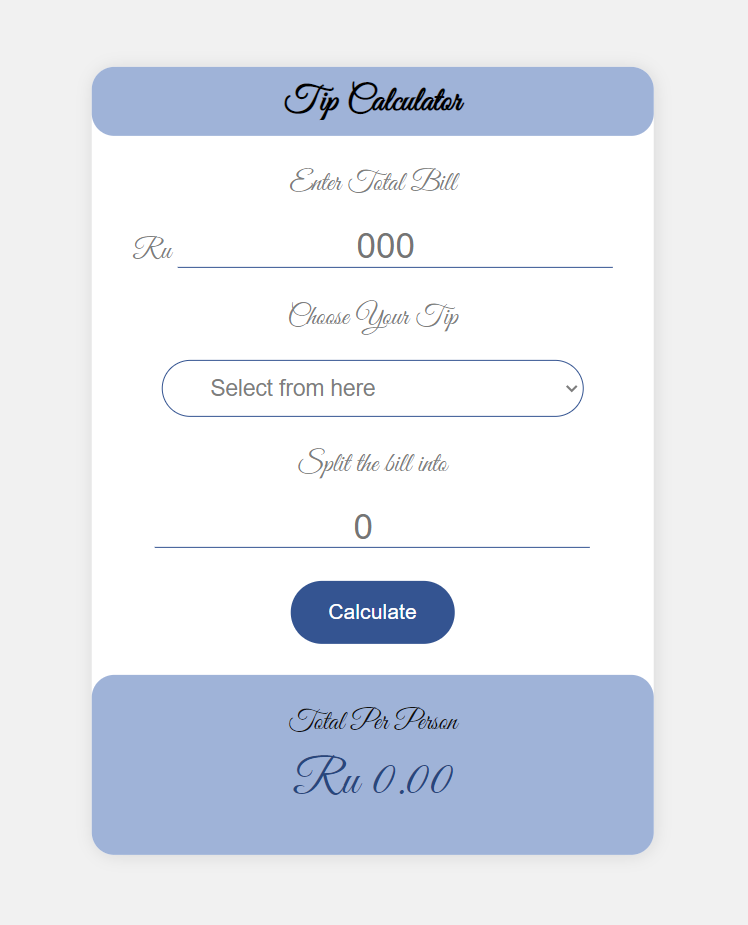 Tip Calculator
Enter Total Bill
Ru 000
Choose Your Tip
Select from here
Split the bill into
0
Calculate
Total Per Person
Ru 0.00